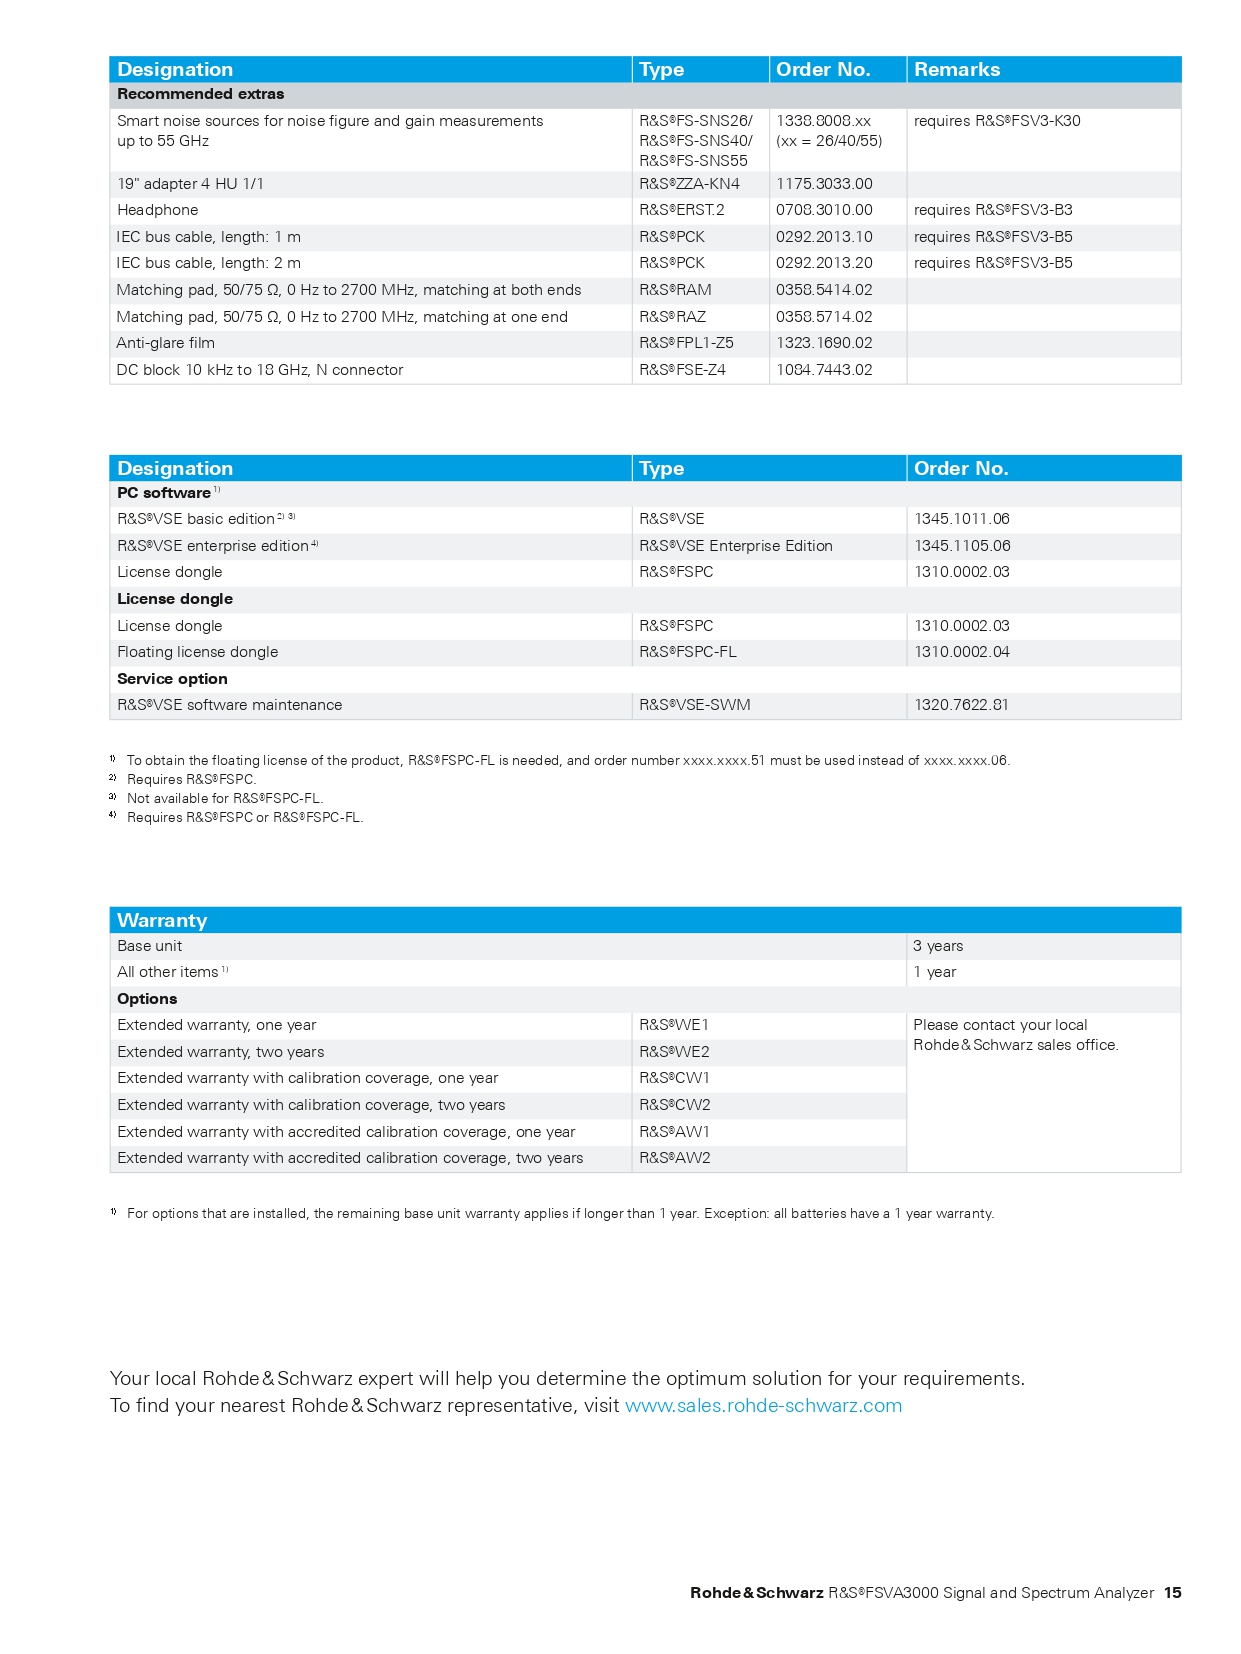 Designation Type Order No. Remarks
Recommended extras
Smart noise sources for noise figure and gain measurements R&S®FS-SNS26/ 1338.8008.xx requires R&S®FSV3-K30
up to 55 GHz R&S®FS-SNS40/ (xx = 26/40/55)
R&S®FS-SNS55
19" adapter 4 HU 1/1 R&S®ZZA-KN4 1175.3033.00
Headphone R&S®ERST.2 0708.3010.00 requires R&S®FSV3-B3
IEC bus cable, length: 1 m R&S®PCK 0292.2013.10 requires R&S®FSV3-B5
IEC bus cable, length: 2 m R&S®PCK 0292.2013.20 requires R&S®FSV3-B5
Matching pad, 50/75 Ω, 0 Hz to 2700 MHz, matching at both ends R&S®RAM 0358.5414.02
Matching pad, 50/75 Ω, 0 Hz to 2700 MHz, matching at one end R&S®RAZ 0358.5714.02
Anti-glare film R&S®FPL1-Z5 1323.1690.02
DC block 10 kHz to 18 GHz, N connector R&S®FSE-Z4 1084.7443.02
Designation Type Order No.
PC software 1)
R&S®VSE basic edition 2) 3) R&S®VSE 1345.1011.06
R&S®VSE enterprise edition 4) R&S®VSE Enterprise Edition 1345.1105.06
License dongle R&S®FSPC 1310.0002.03
License dongle
License dongle R&S®FSPC 1310.0002.03
Floating license dongle R&S®FSPC-FL 1310.0002.04
Service option
R&S®VSE software maintenance R&S®VSE-SWM 1320.7622.81
1) To obtain the floating license of the product, R&S®FSPC-FL is needed, and order number xxxx.xxxx.51 must be used instead of xxxx.xxxx.06.
2) Requires R&S®FSPC.
3) Not available for R&S®FSPC-FL.
4) Requires R&S®FSPC or R&S®FSPC-FL.
Warranty
Base unit 3 years
All other items 1) 1 year
Options
Extended warranty, one year R&S®WE1 Please contact your local
Rohde & Schwarz sales office.
Extended warranty, two years R&S®WE2
Extended warranty with calibration coverage, one year R&S®CW1
Extended warranty with calibration coverage, two years R&S®CW2
Extended warranty with accredited calibration coverage, one year R&S®AW1
Extended warranty with accredited calibration coverage, two years R&S®AW2
1) For options that are installed, the remaining base unit warranty applies if longer than 1 year. Exception: all batteries have a 1 year warranty.
Your local Rohde & Schwarz expert will help you determine the optimum solution for your requirements.
To find your nearest Rohde & Schwarz representative, visit www.sales.rohde-schwarz.com
Rohde & Schwarz R&S®FSVA3000 Signal and Spectrum Analyzer 15